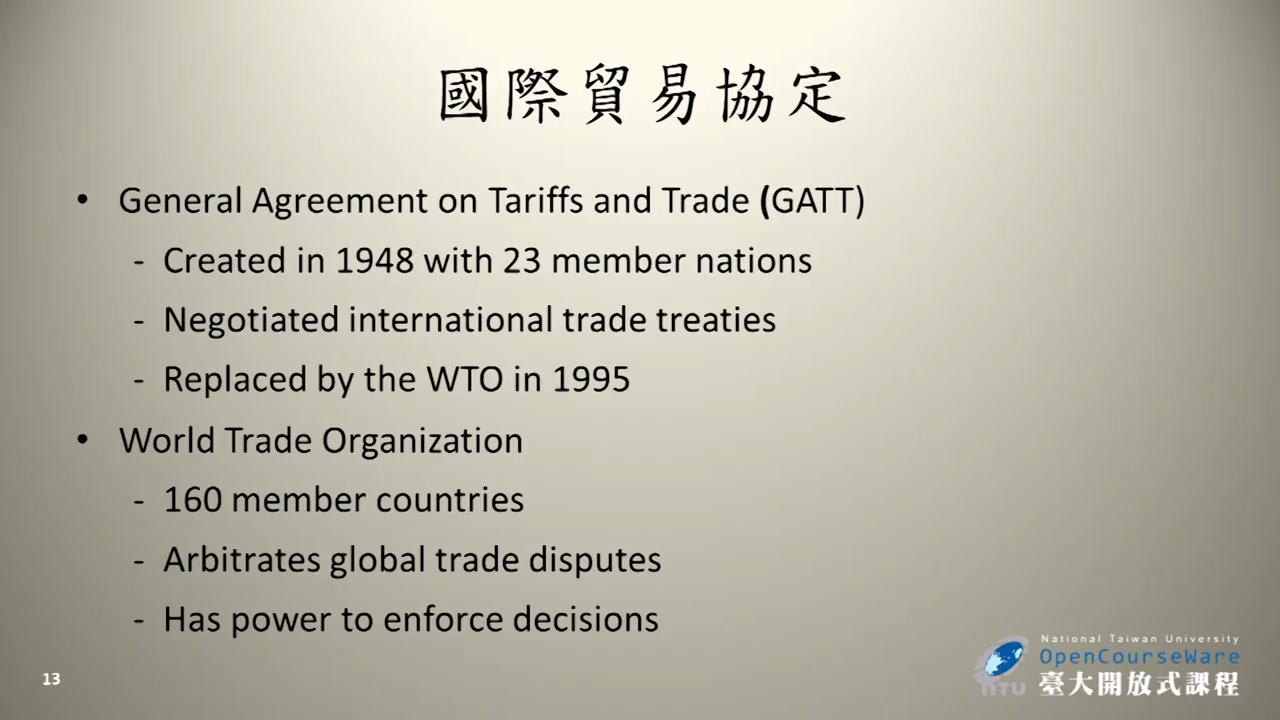 國際貿易協定
• General Agreement on Tariffs and Trade (GATT)
- Created in 1948 with 23 member nations
- Negotiated international trade treaties
- Replaced by the WTO in 1995
• World Trade Organization
- 160 member countries
- Arbitrates global trade disputes
- Has power to enforce decisions
13
National Taiwan University
OpenCourseWare
NTU
臺大開放式課程